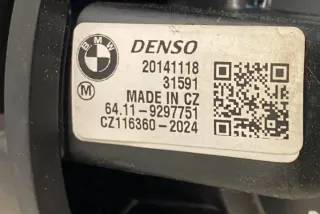 BMW
DENSO
20141118
31591
M
MADE IN CZ
64.11-9297751
CZ116360-2024